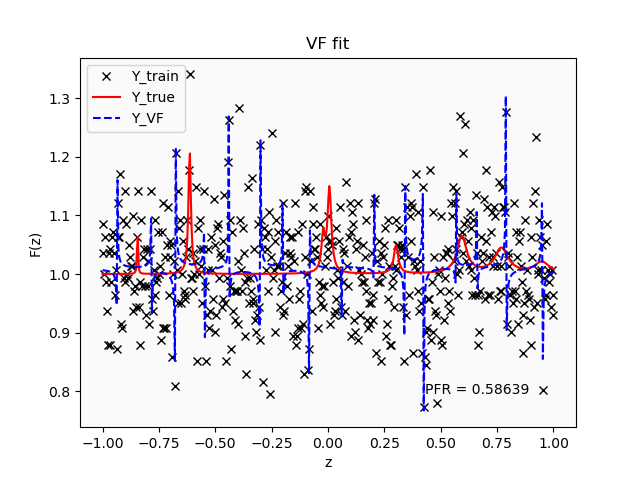 VF fit
Y_train
Y_true
Y_VF
F(z)
1.3
1.2
1.1
1.0
0.9
0.8
PFR = 0.58639
−1.00 −0.75 −0.50 −0.25 0.00 0.25 0.50 0.75 1.00
z